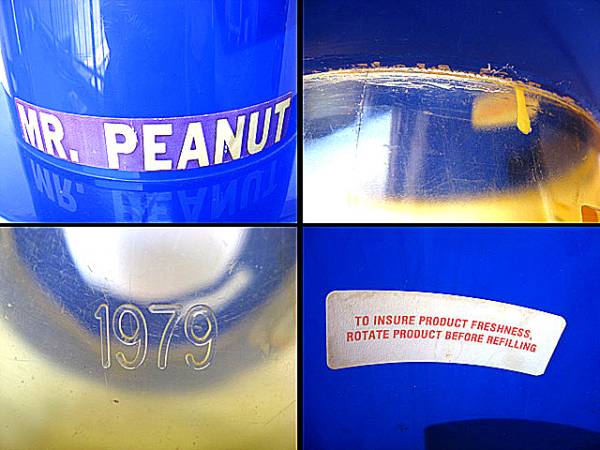 MR. PEANUT
1979
TO INSURE PRODUCT FRESHNESS,
ROTATE PRODUCT BEFORE REFILLING